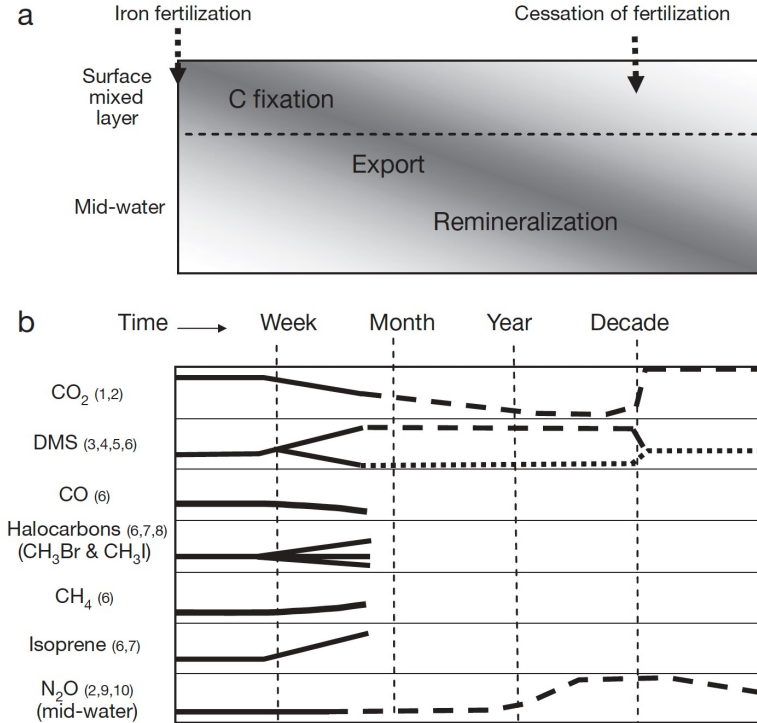 a
Iron fertilization
Cessation of fertilization
Surface
mixed
layer
C fixation
Export
Mid-water
Remineralization
b
Time
Week
Month
Year
Decade
CO₂ (1,2)
DMS (3,4,5,6)
CO (6)
Halocarbons (6,7,8)
(CH₃Br & CH₃I)
CH₄ (6)
Isoprene (6,7)
N₂O (2,9,10)
(mid-water)